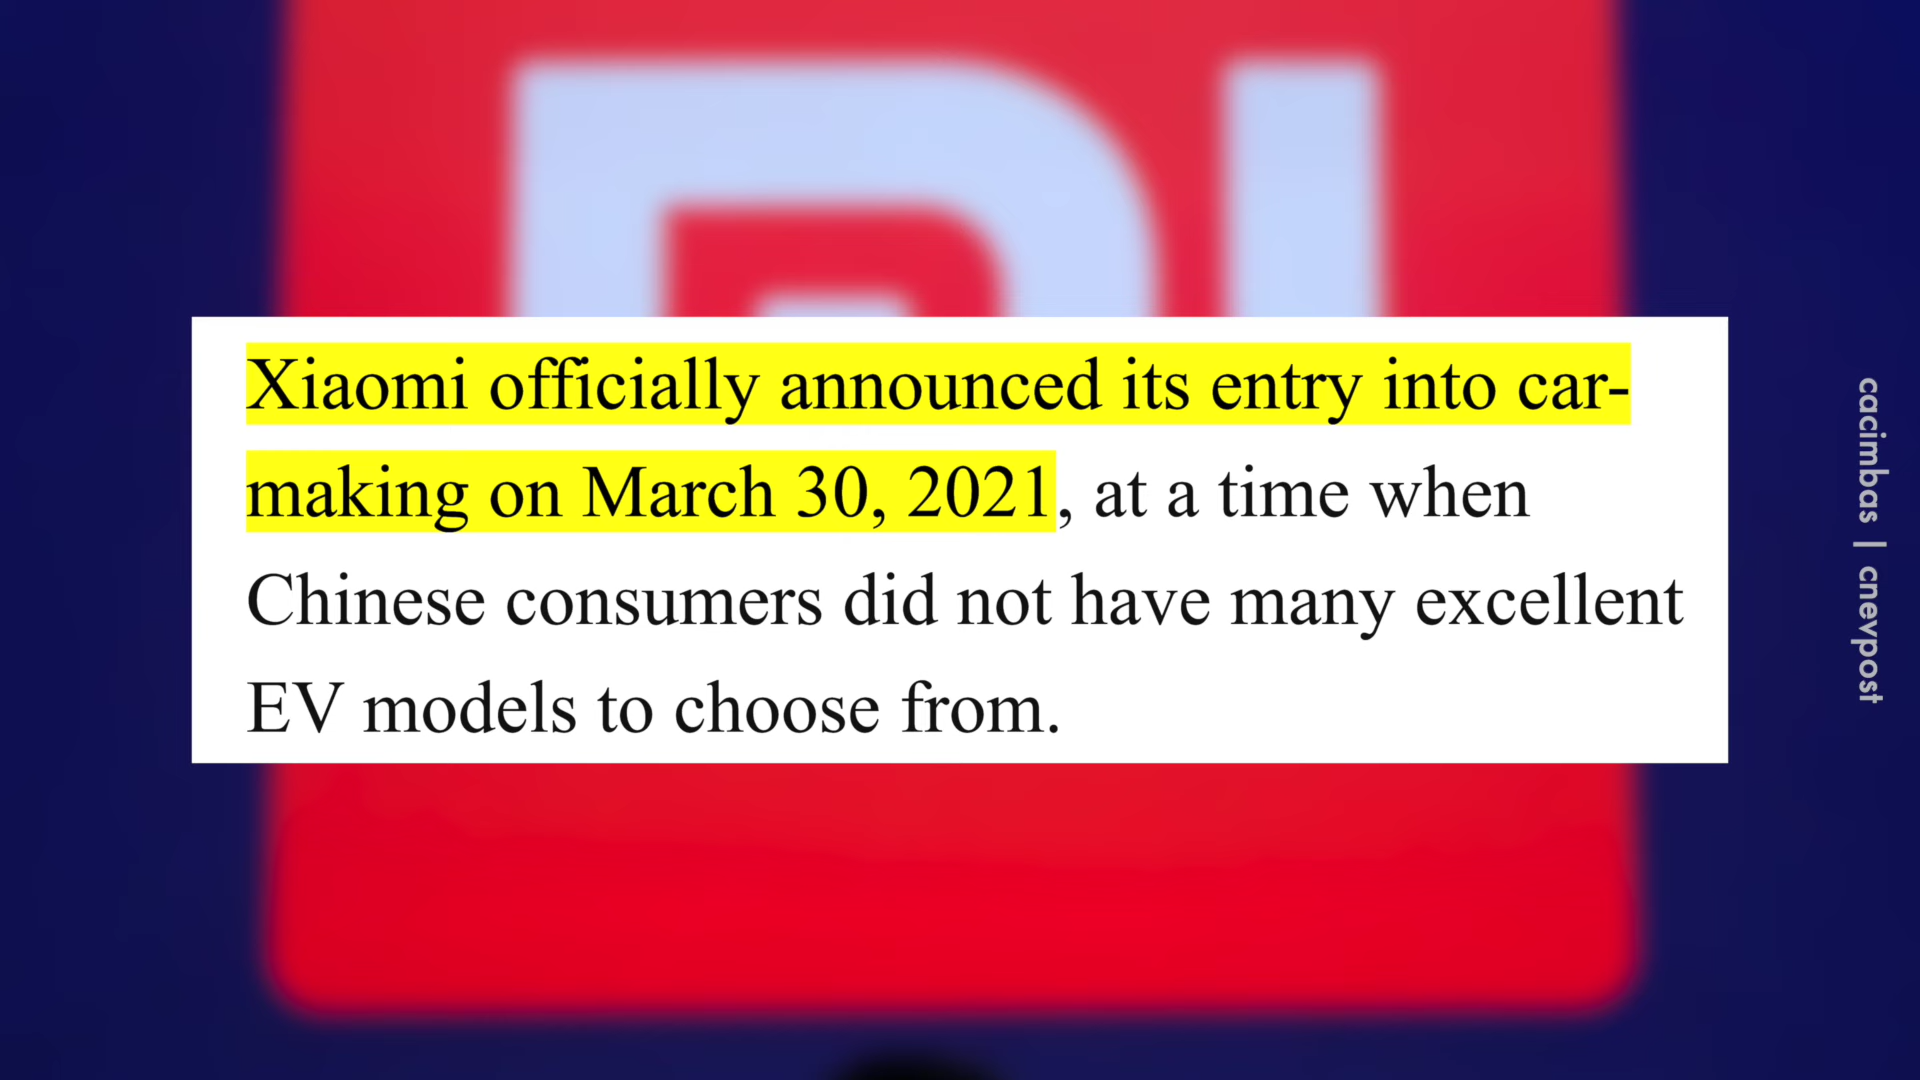 Xiaomi officially announced its entry into car-
making on March 30, 2021, at a time when
Chinese consumers did not have many excellent
EV models to choose from.
cacimbas | cnevpost